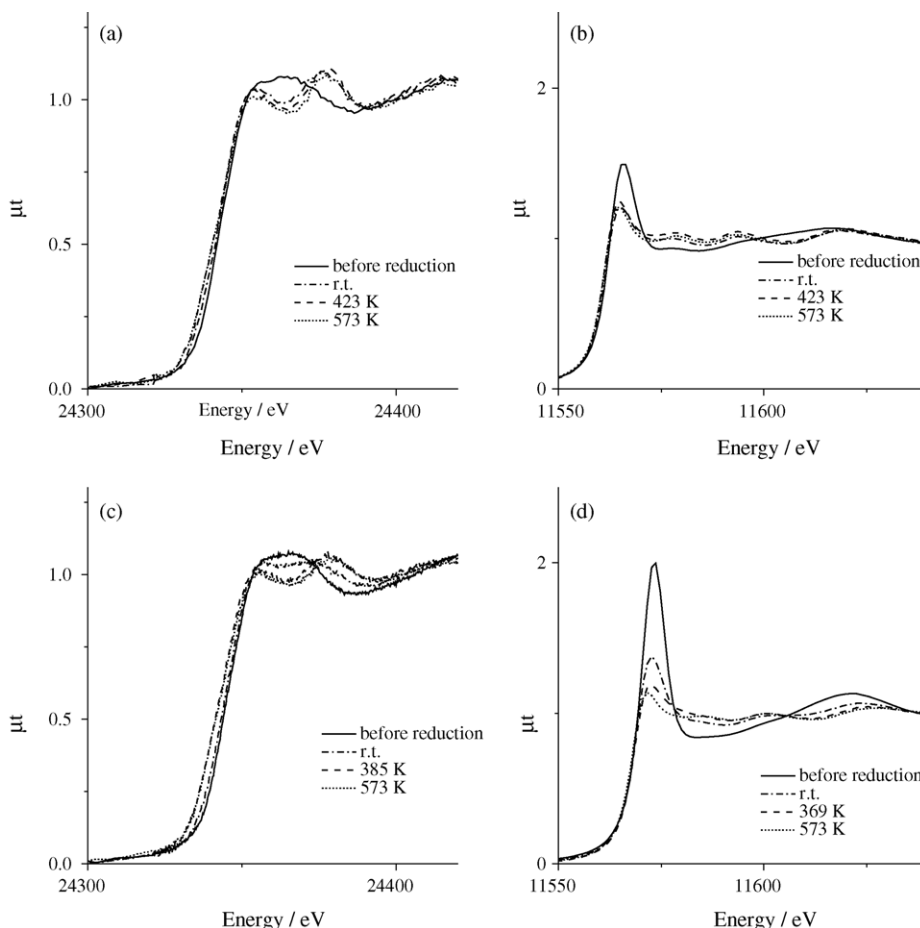 (a)
1.0
0.5
0.0
μt
before reduction
r.t.
423 K
573 K
Energy / eV
24300
24400
Energy / eV
(b)
2
1
0
μt
before reduction
r.t.
423 K
573 K
11550
11600
Energy / eV
(c)
1.0
0.5
0.0
μt
before reduction
r.t.
385 K
573 K
24300
24400
Energy / eV
(d)
2
1
0
μt
before reduction
r.t.
369 K
573 K
11550
11600
Energy / eV